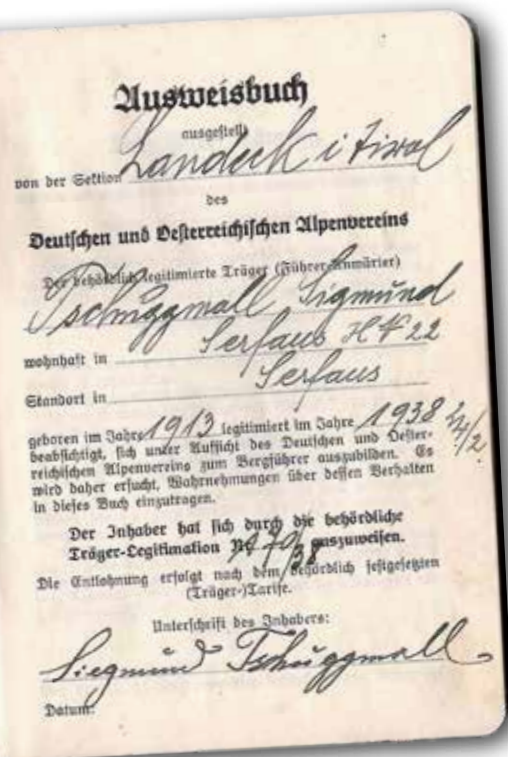 Ausweisbuch
ausgestellt
von der Sektion Landeck i Tirol
des
Deutschen und Oesterreichischen Alpenvereins
Der behördlich legitimierte Träger (Führer-Anwärter)
Tschuggmall Sigmund
wohnhaft in Serfaus H N 22
Standort in Serfaus
geboren im Jahre 1913 legitimiert im Jahre 1938 24/2
beabsichtigt, sich unter Aufsicht des Deutschen und Oester-
reichischen Alpenvereins zum Bergführer auszubilden. Es
wird daher ersucht, Wahrnehmungen über dessen Verhalten
in dieses Buch einzutragen.
Der Inhaber hat sich durch die behördliche
Träger-Legitimation auszuweisen.
Die Entlohnung erfolgt nach dem behördlich festgesetzten
(Träger-)Tarife.
Unterschrift des Inhabers:
Siegmund Tschuggmall
Datum: